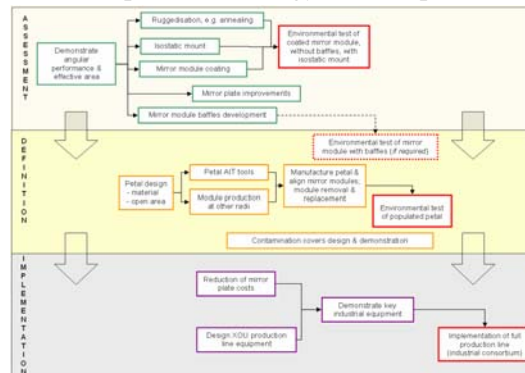 ASSESSMENT
Ruggedisation, e.g. annealing
Demonstrate
angular
performance &
effective area
Isostatic mount
Mirror module coating
Environmental test of
coated mirror module,
without baffles, with
isostatic mount
Mirror plate improvements
Mirror module baffles development
DEFINITION
Environmental test of mirror
module with baffles (if required)
Petal design
- material
- open area
Petal AIT tools
Module production
at other radii
Manufacture petal &
align mirror modules,
module removal &
replacement
Environmental test
of populated petal
Contamination covers design & demonstration
IMPLEMENTATION
Reduction of mirror
plate costs
Design XOU production
line equipment
Demonstrate key
industrial equipment
Implementation of full
production line
(industrial consortium)